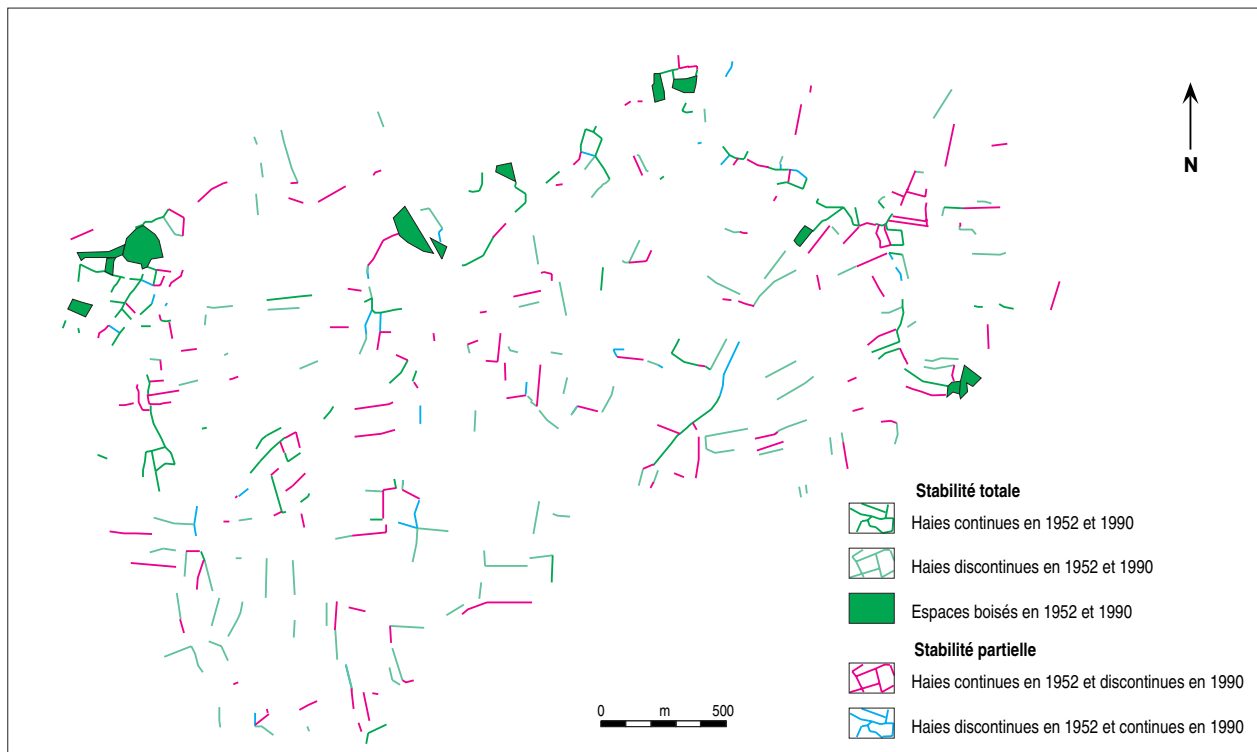 N
Stabilité totale
Haies continues en 1952 et 1990
Haies discontinues en 1952 et 1990
Espaces boisés en 1952 et 1990
Stabilité partielle
Haies continues en 1952 et discontinues en 1990
Haies discontinues en 1952 et continues en 1990
0 m 500